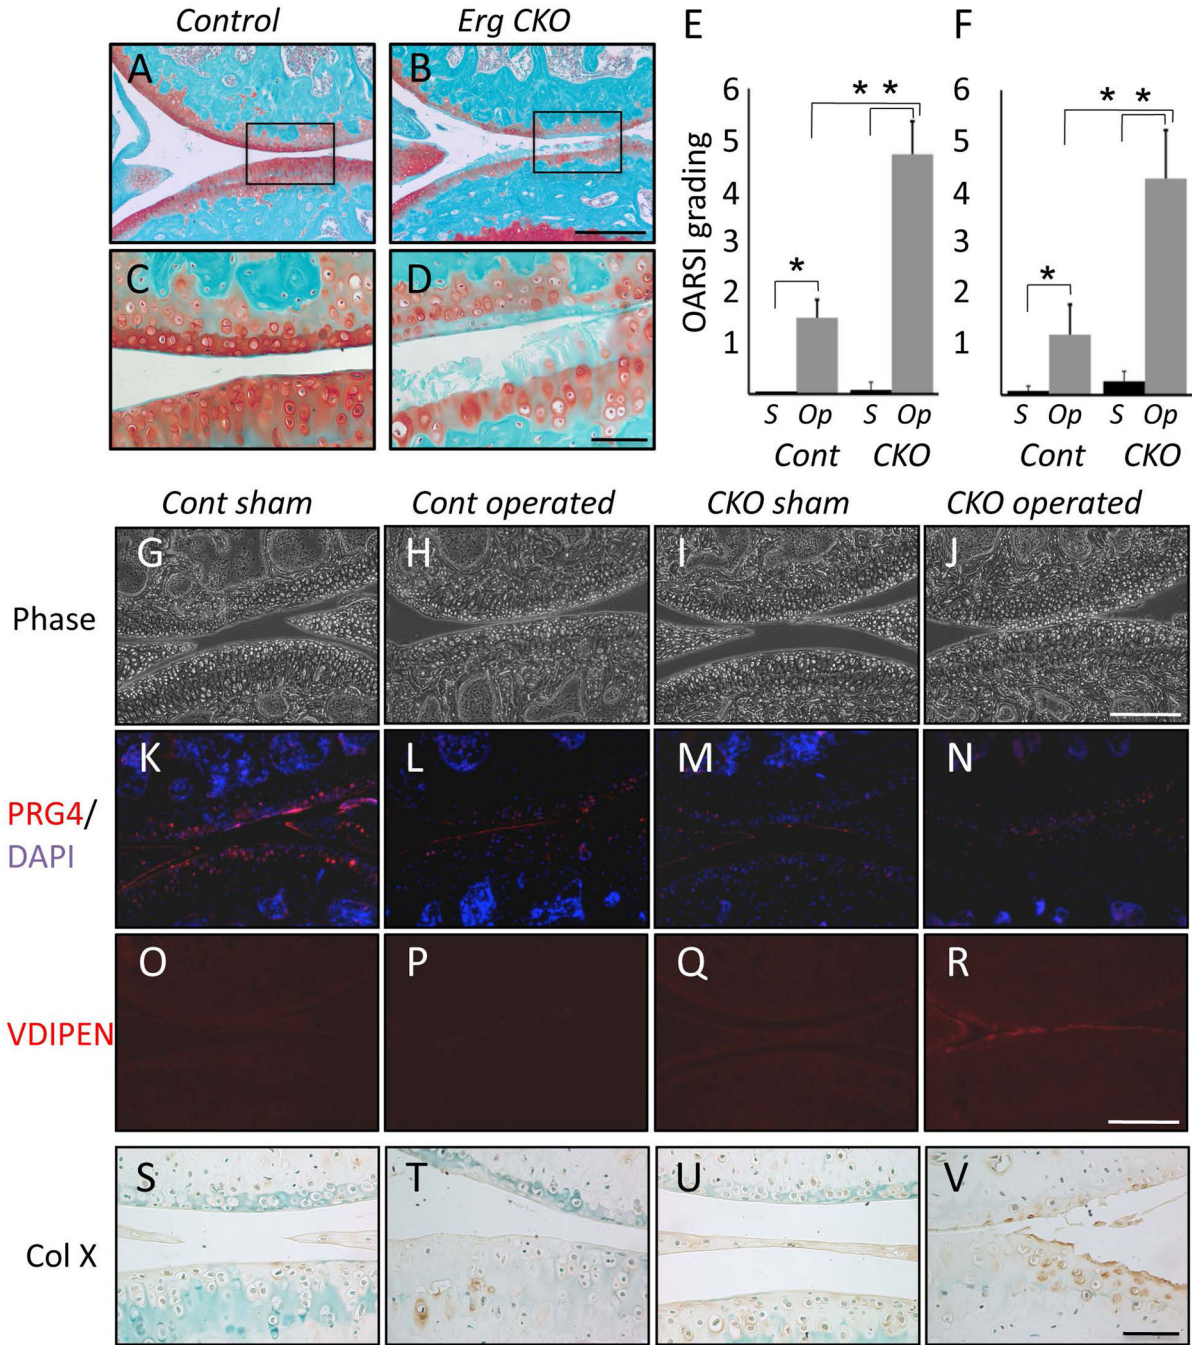 Control
Erg CKO
A
B
C
D
E
F
OARSI grading
6
5
4
3
2
1
*
* *
S Op S Op
Cont CKO
6
5
4
3
2
1
*
* *
S Op S Op
Cont CKO
Cont sham
Cont operated
CKO sham
CKO operated
Phase
G
H
I
J
PRG4/
DAPI
K
L
M
N
VDIPEN
O
P
Q
R
Col X
S
T
U
V